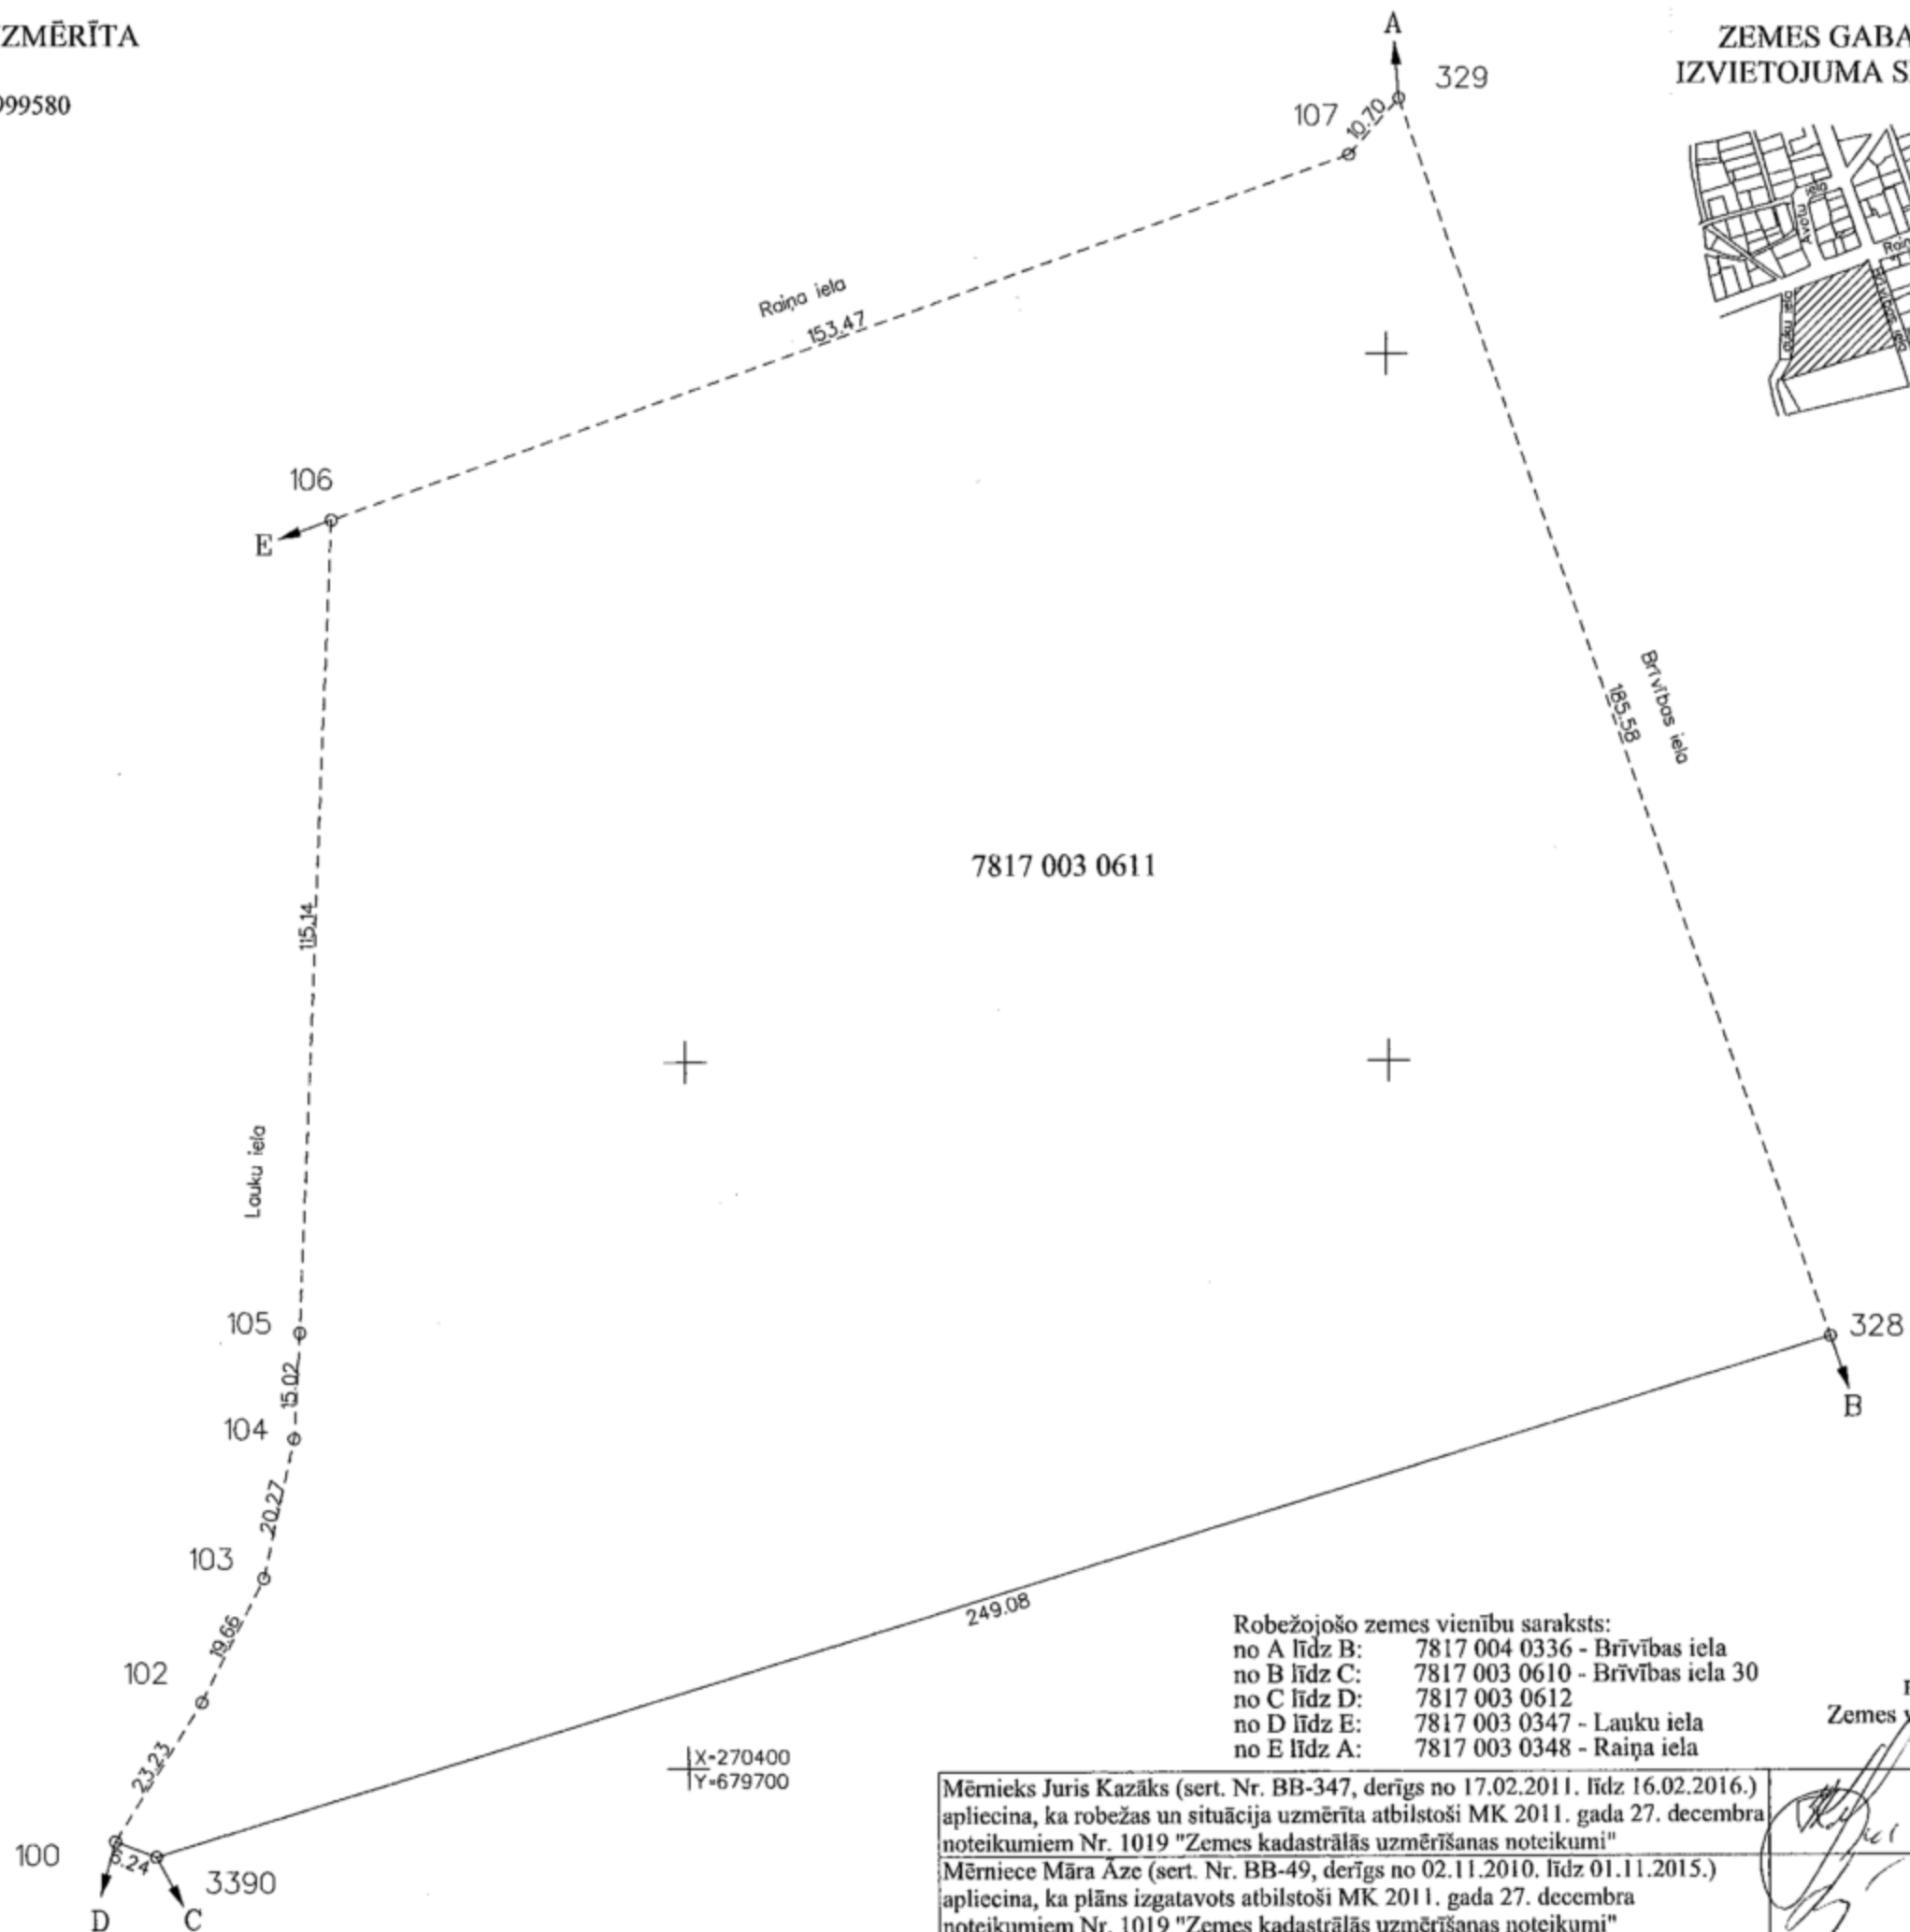 ZMĒRĪTA
999580
A
329
107
10.70
ZEMES GABA
IZVIETOJUMA S
iela
Avotu
Rain
Brīvības iela
Raiņa iela
153.47
106
E
Brīvības iela
185.58
7817 003 0611
115.14
Lauku iela
105
328
15.02
B
104
20.27
103
19.66
249.08
102
23.23
100
6.24
3390
D
C
X=270400
Y=679700
Robežojošo zemes vienību saraksts:
no A līdz B: 7817 004 0336 - Brīvības iela
no B līdz C: 7817 003 0610 - Brīvības iela 30
no C līdz D: 7817 003 0612
no D līdz E: 7817 003 0347 - Lauku iela
no E līdz A: 7817 003 0348 - Raiņa iela
Zemes v
Mērnieks Juris Kazāks (sert. Nr. BB-347, derīgs no 17.02.2011. līdz 16.02.2016.)
apliecina, ka robežas un situācija uzmērīta atbilstoši MK 2011. gada 27. decembra
noteikumiem Nr. 1019 "Zemes kadastrālās uzmērīšanas noteikumi"
Mērniece Māra Āze (sert. Nr. BB-49, derīgs no 02.11.2010. līdz 01.11.2015.)
apliecina, ka plāns izgatavots atbilstoši MK 2011. gada 27. decembra
noteikumiem Nr. 1019 "Zemes kadastrālās uzmērīšanas noteikumi"